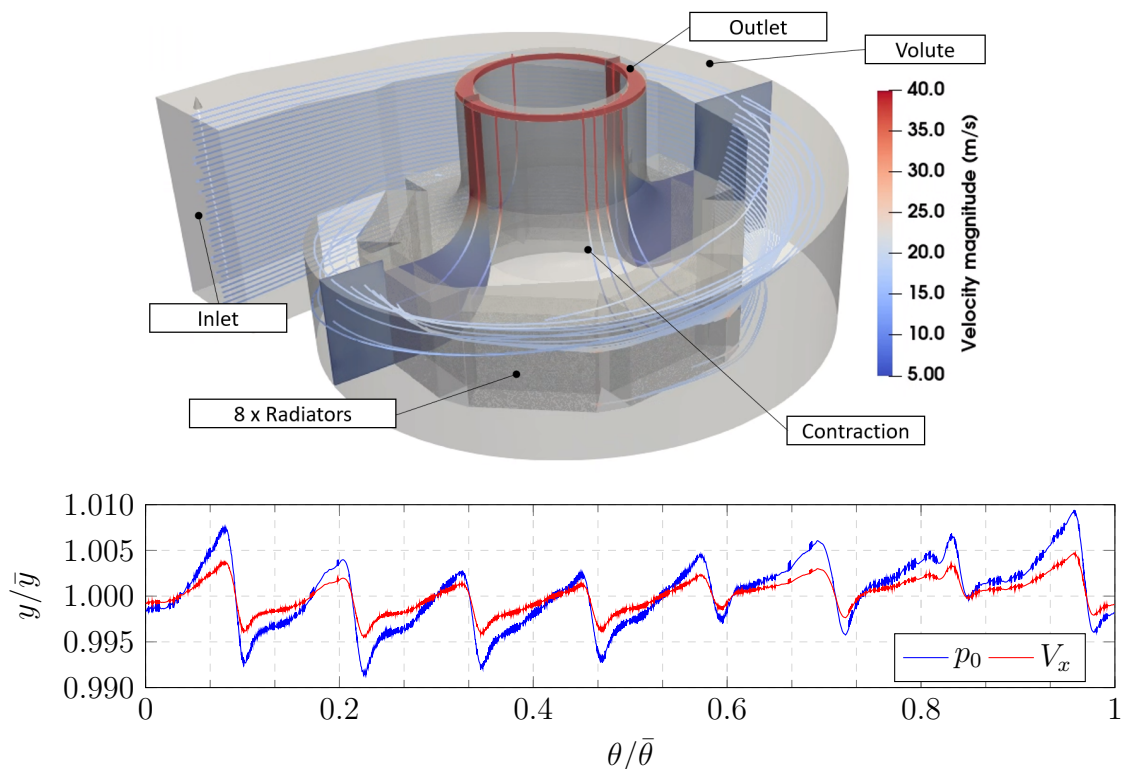 Outlet
Volute
40.0
35.0
30.0
25.0
20.0
15.0
10.0
5.00
Velocity magnitude (m/s)
Inlet
8 x Radiators
Contraction
1.010
1.005
1.000
0.995
0.990
y/ȳ
p₀
Vₓ
0 0.2 0.4 0.6 0.8 1
θ/θ̄